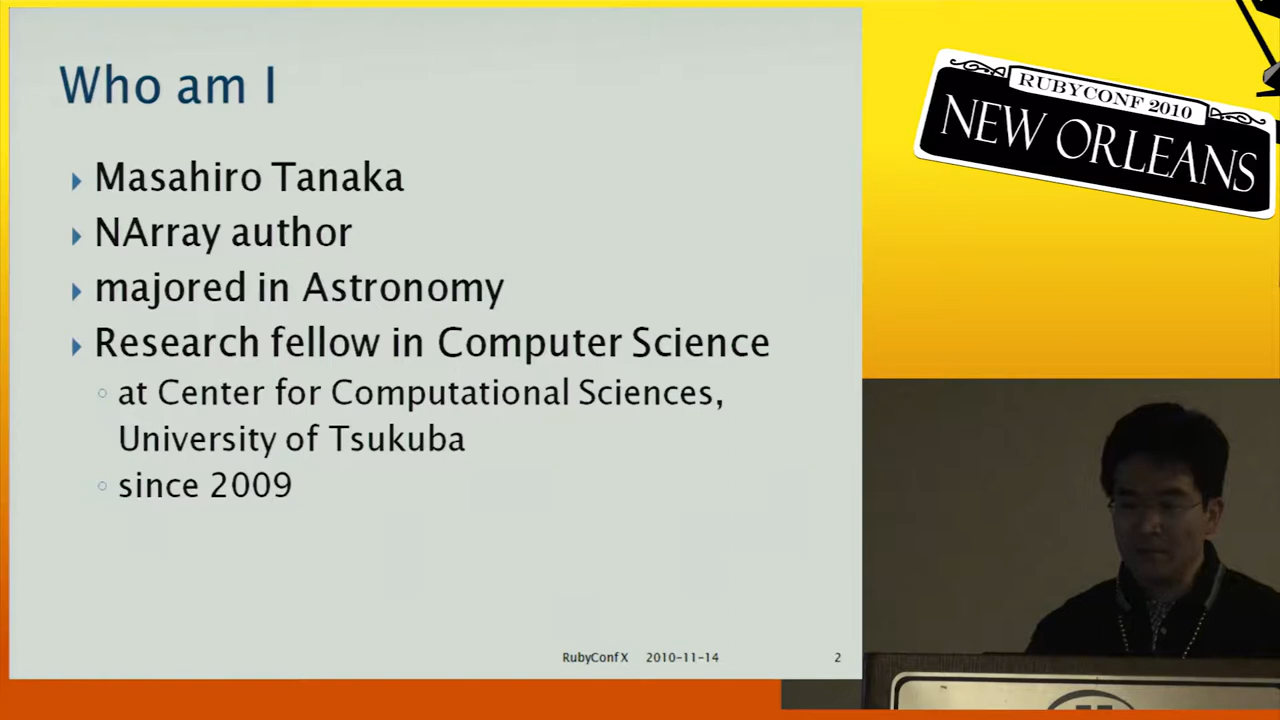 Who am I
Masahiro Tanaka
NArray author
majored in Astronomy
Research fellow in Computer Science
at Center for Computational Sciences,
University of Tsukuba
since 2009
RubyConf X 2010-11-14 2
RUBYCONF 2010
NEW ORLEANS